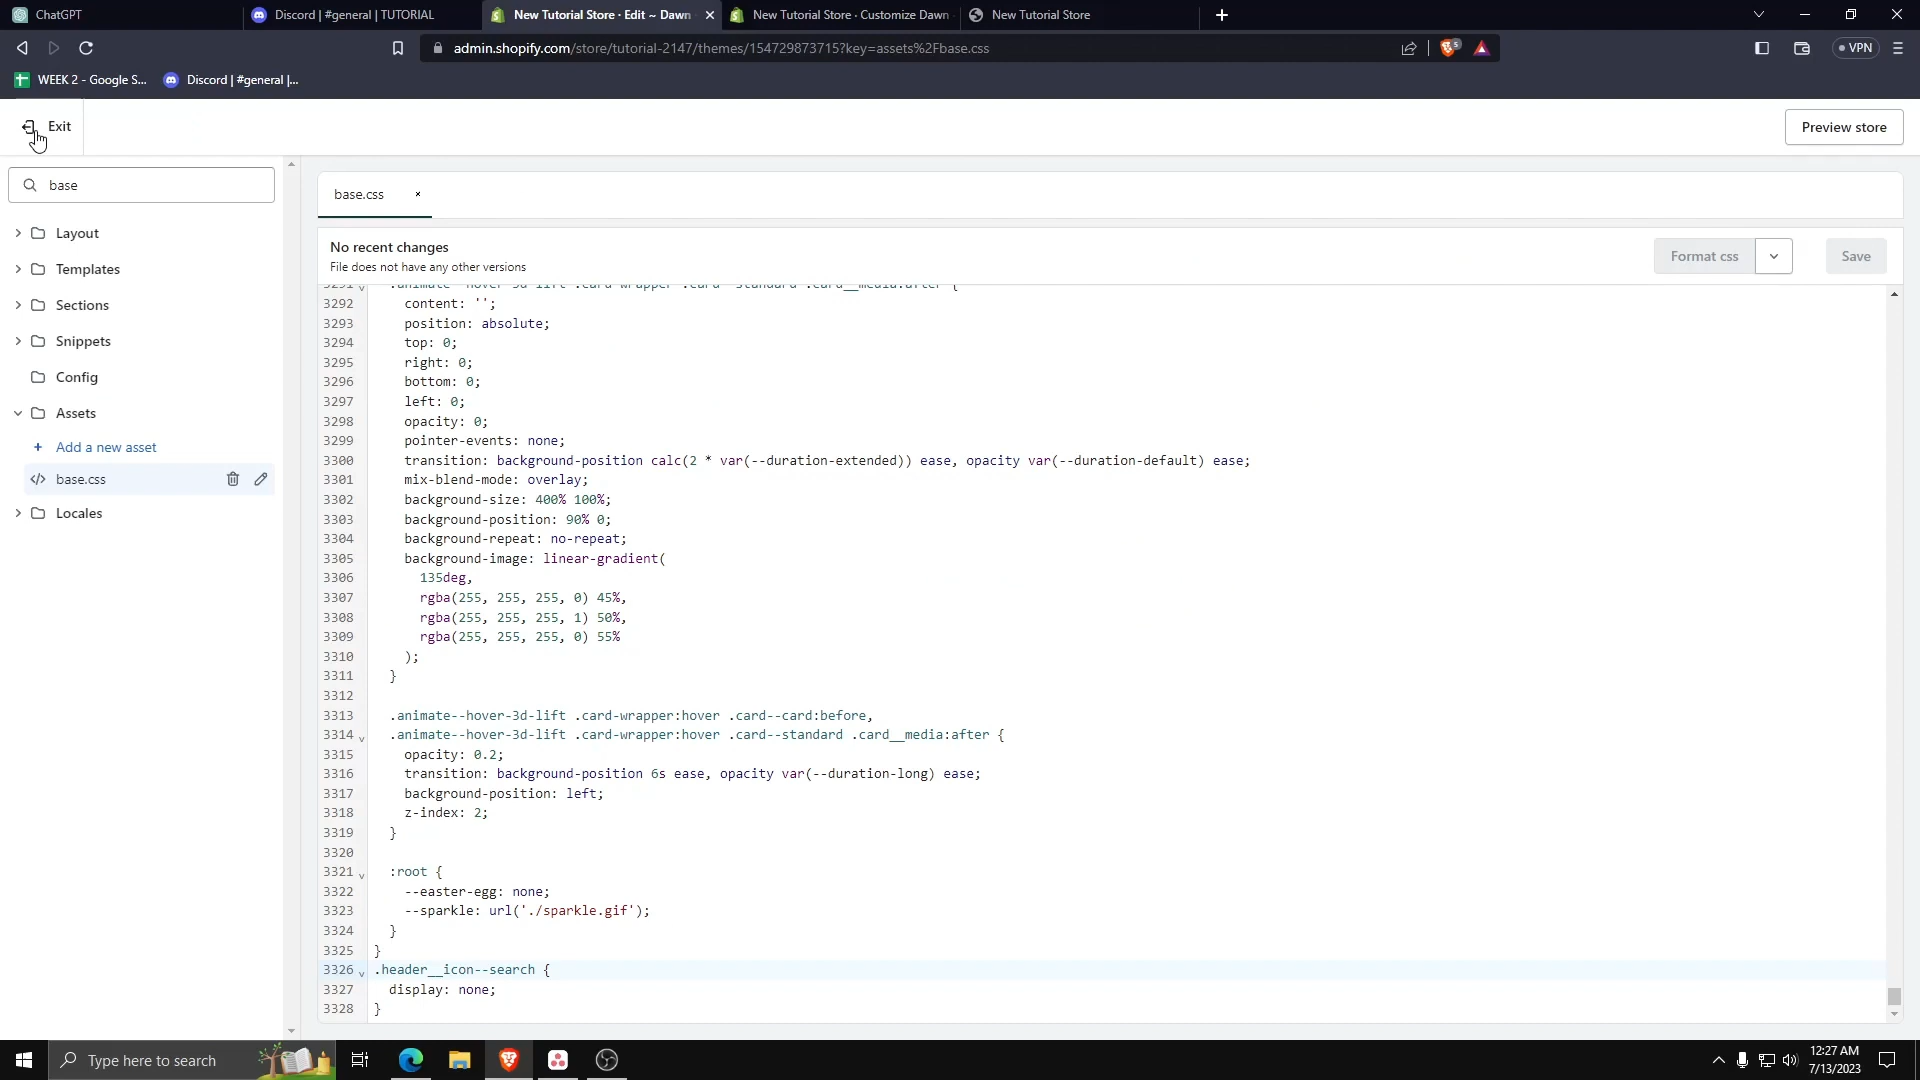 ChatGPT
Discord | #general | TUTORIAL
New Tutorial Store · Edit ~ Dawn
New Tutorial Store · Customize Dawn
New Tutorial Store
admin.shopify.com/store/tutorial-2147/themes/154729873715?key=assets%2Fbase.css
5
VPN
WEEK 2 - Google S...
Discord | #general |...
Exit
Preview store
base
Layout
Templates
Sections
Snippets
Config
Assets
Add a new asset
base.css
Locales
base.css
No recent changes
File does not have any other versions
Format css
Save
3291 .animate--hover-3d-lift .card-wrapper .card--standard .card__media:after {
3292 content: '';
3293 position: absolute;
3294 top: 0;
3295 right: 0;
3296 bottom: 0;
3297 left: 0;
3298 opacity: 0;
3299 pointer-events: none;
3300 transition: background-position calc(2 * var(--duration-extended)) ease, opacity var(--duration-default) ease;
3301 mix-blend-mode: overlay;
3302 background-size: 400% 100%;
3303 background-position: 90% 0;
3304 background-repeat: no-repeat;
3305 background-image: linear-gradient(
3306 135deg,
3307 rgba(255, 255, 255, 0) 45%,
3308 rgba(255, 255, 255, 1) 50%,
3309 rgba(255, 255, 255, 0) 55%
3310 );
3311 }
3312
3313 .animate--hover-3d-lift .card-wrapper:hover .card--card:before,
3314 .animate--hover-3d-lift .card-wrapper:hover .card--standard .card__media:after {
3315 opacity: 0.2;
3316 transition: background-position 6s ease, opacity var(--duration-long) ease;
3317 background-position: left;
3318 z-index: 2;
3319 }
3320
3321 :root {
3322 --easter-egg: none;
3323 --sparkle: url('./sparkle.gif');
3324 }
3325 }
3326 .header__icon--search {
3327 display: none;
3328 }
Type here to search
12:27 AM
7/13/2023